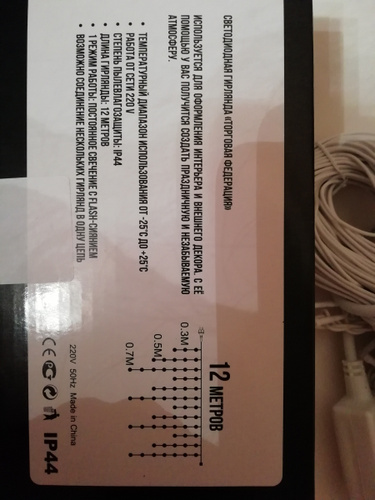 СВЕТОДИОДНАЯ ГИРЛЯНДА «ТОРГОВАЯ ФЕДЕРАЦИЯ»
ИСПОЛЬЗУЕТСЯ ДЛЯ ОФОРМЛЕНИЯ ИНТЕРЬЕРА И ВНЕШНЕГО ДЕКОРА. С ЕЁ
ПОМОЩЬЮ У ВАС ПОЛУЧИТСЯ СОЗДАТЬ ПРАЗДНИЧНУЮ И НЕЗАБЫВАЕМУЮ
АТМОСФЕРУ.
• ТЕМПЕРАТУРНЫЙ ДИАПАЗОН ИСПОЛЬЗОВАНИЯ ОТ -25°C ДО +25°C
• РАБОТА ОТ СЕТИ 220 V
• СТЕПЕНЬ ПЫЛЕВЛАГОЗАЩИТЫ: IP44
• ДЛИНА ГИРЛЯНДЫ: 12 МЕТРОВ
• 1 РЕЖИМ РАБОТЫ: ПОСТОЯННОЕ СВЕЧЕНИЕ С FLASH-СИЯНИЕМ
• ВОЗМОЖНО СОЕДИНЕНИЕ НЕСКОЛЬКИХ ГИРЛЯНД В ОДНУ ЦЕПЬ
12 МЕТРОВ
0.3M
0.5M
0.7M
220V 50Hz Made in China
CE IP44